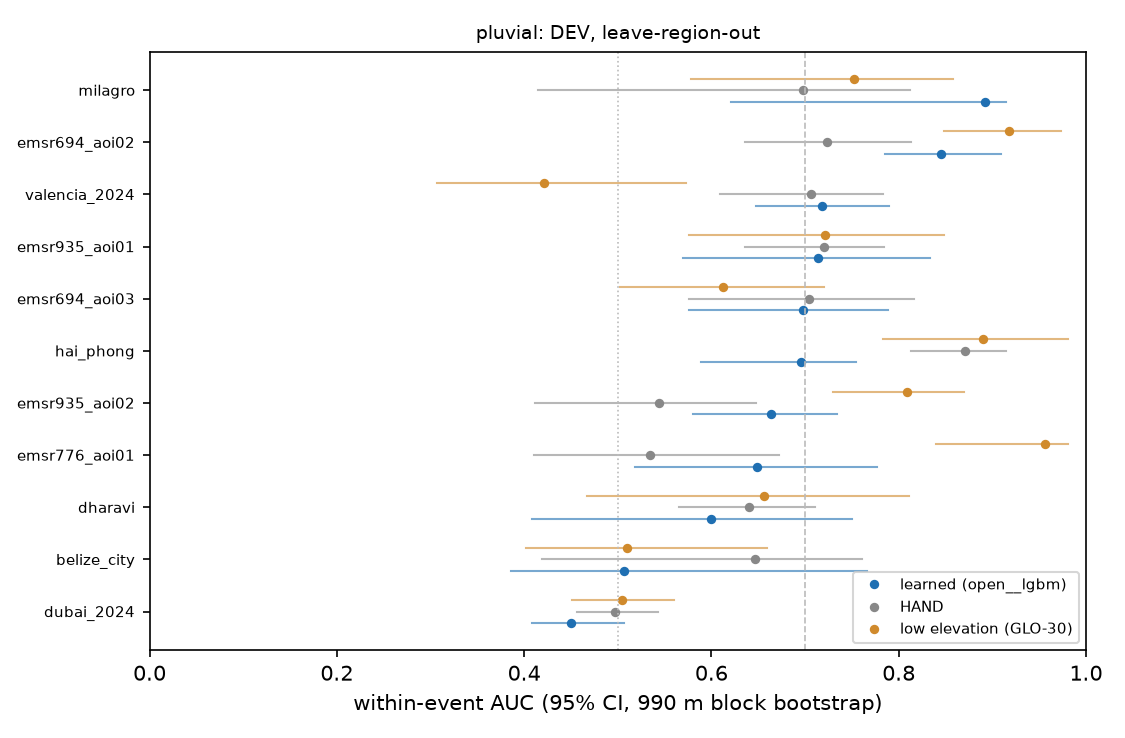 pluvial: DEV, leave-region-out
milagro
emsr694_aoi02
valencia_2024
emsr935_aoi01
emsr694_aoi03
hai_phong
emsr935_aoi02
emsr776_aoi01
dharavi
belize_city
dubai_2024
learned (open__lgbm)
HAND
low elevation (GLO-30)
0.0 0.2 0.4 0.6 0.8 1.0
within-event AUC (95% CI, 990 m block bootstrap)